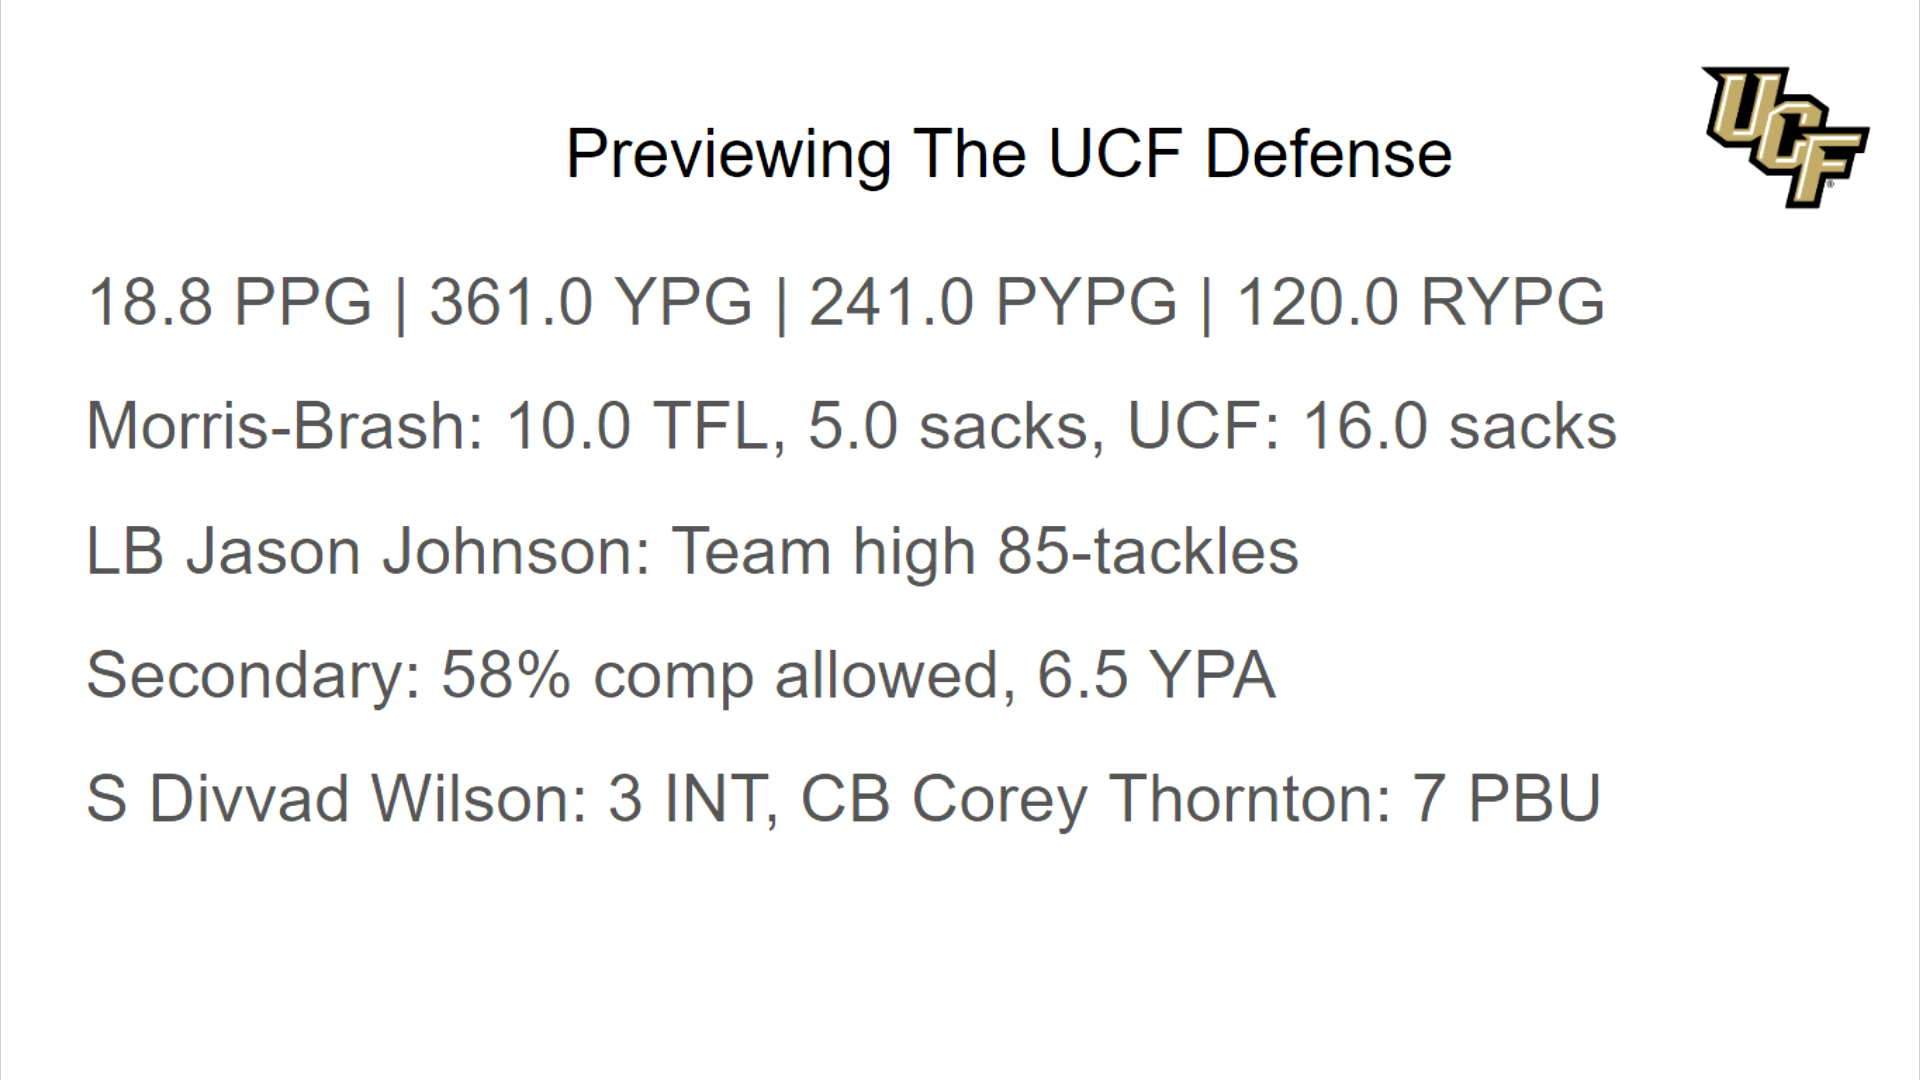 UCF
Previewing The UCF Defense
18.8 PPG | 361.0 YPG | 241.0 PYPG | 120.0 RYPG
Morris-Brash: 10.0 TFL, 5.0 sacks, UCF: 16.0 sacks
LB Jason Johnson: Team high 85-tackles
Secondary: 58% comp allowed, 6.5 YPA
S Divvad Wilson: 3 INT, CB Corey Thornton: 7 PBU